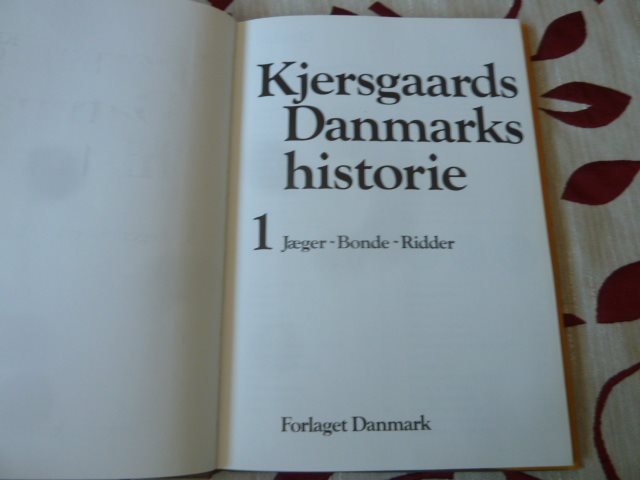 Kjersgaards
Danmarks
historie
1 Jæger - Bonde - Ridder
Forlaget Danmark